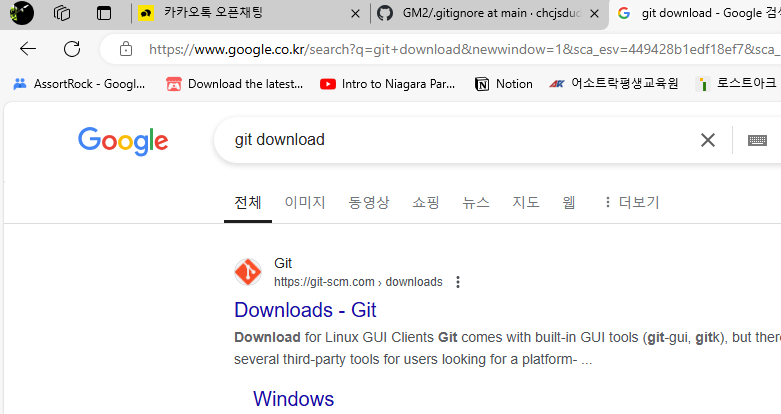 카카오톡 오픈채팅
GM2/.gitignore at main · chcjsduc
git download - Google 검색
https://www.google.co.kr/search?q=git+download&newwindow=1&sca_esv=449428b1edf18ef7&sca_
AssortRock - Googl...
Download the latest...
Intro to Niagara Par...
Notion
어소트락평생교육원
로스트아크
Google
git download
전체 이미지 동영상 쇼핑 뉴스 지도 웹 더보기
Git
https://git-scm.com › downloads
Downloads - Git
Download for Linux GUI Clients Git comes with built-in GUI tools (git-gui, gitk), but there
several third-party tools for users looking for a platform- ...
Windows